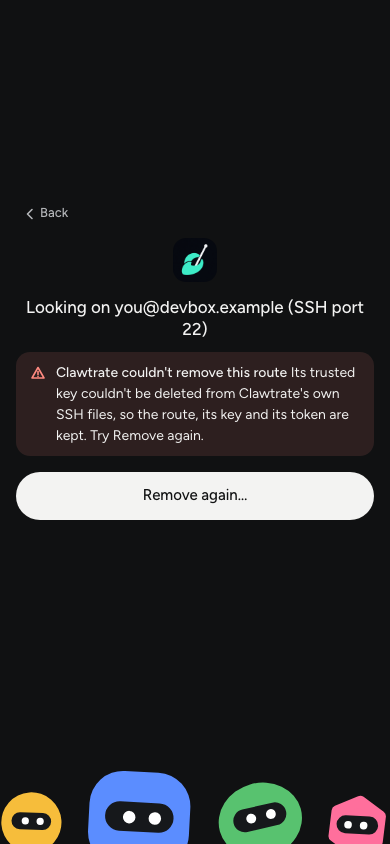 Back
Looking on you@devbox.example (SSH port
22)
Clawtrate couldn't remove this route Its trusted
key couldn't be deleted from Clawtrate's own
SSH files, so the route, its key and its token are
kept. Try Remove again.
Remove again...